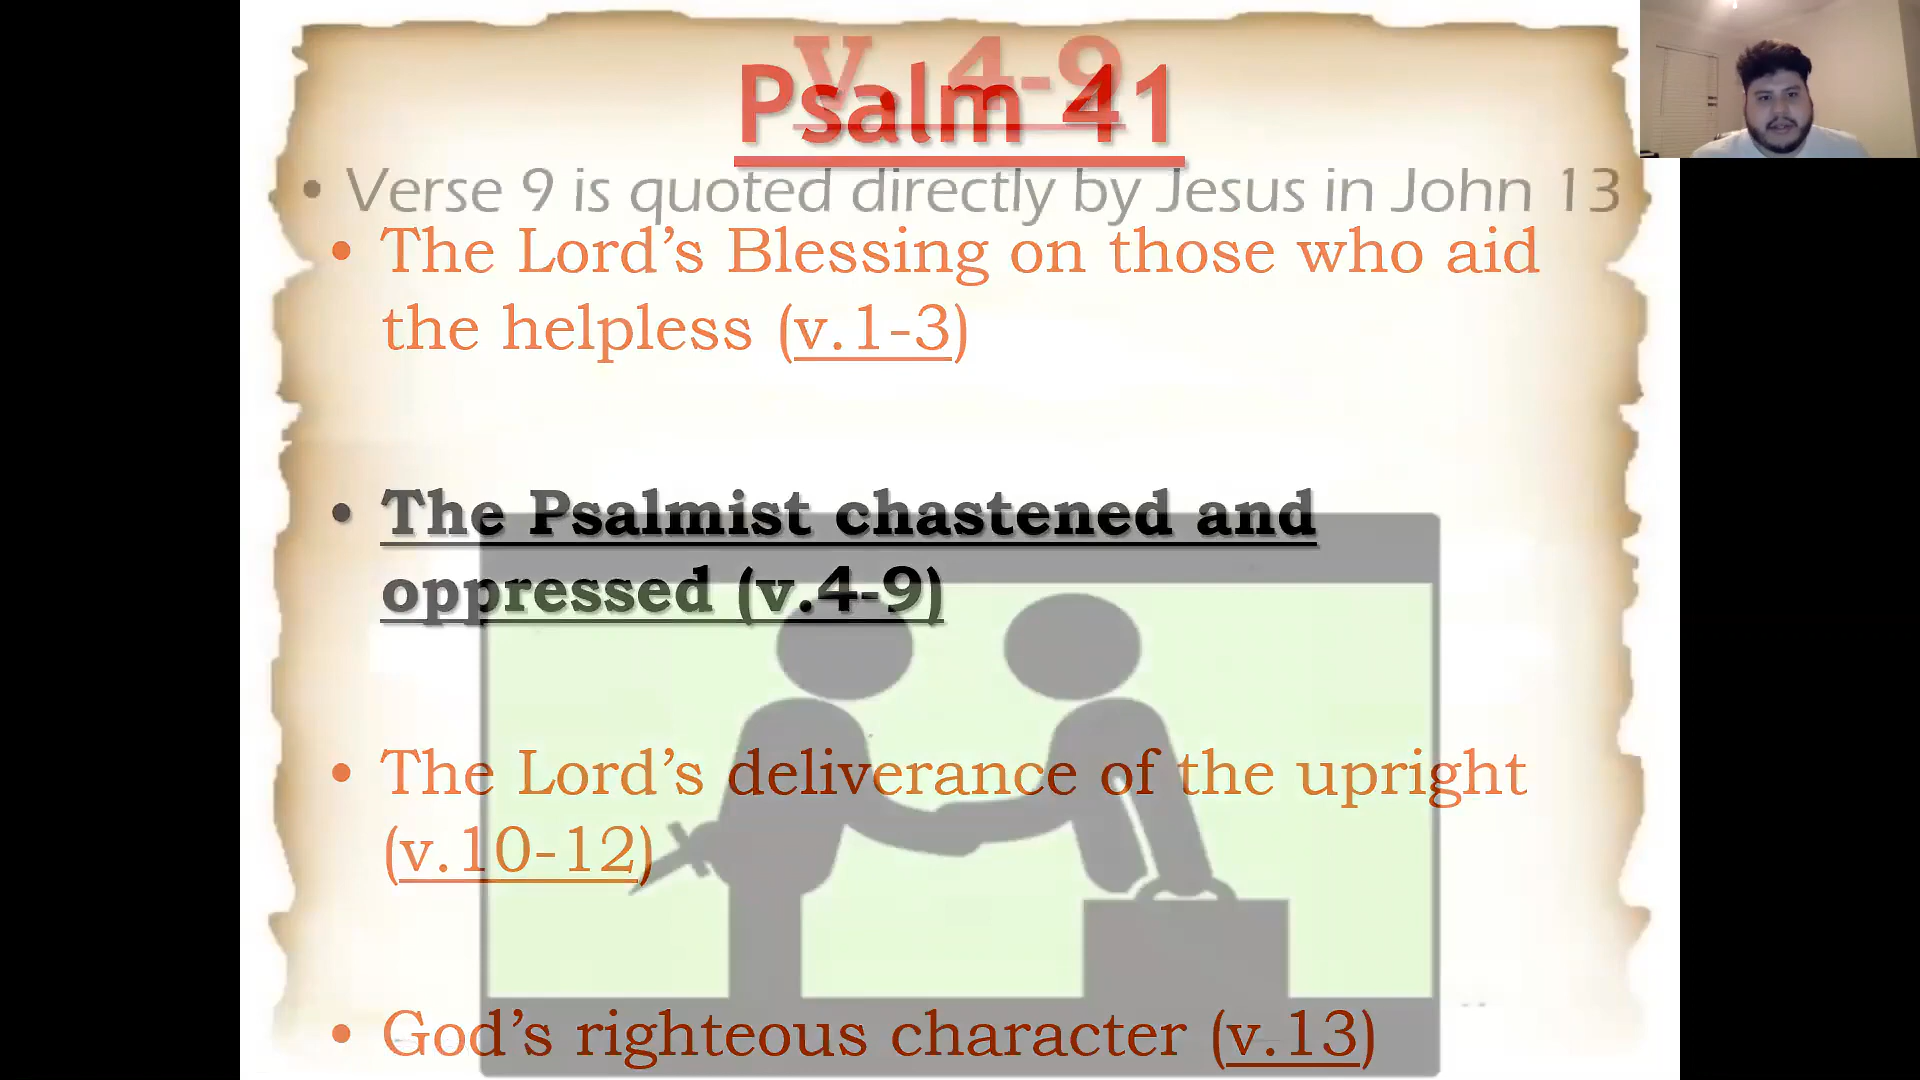 V. 4-9
Psalm 41
• Verse 9 is quoted directly by Jesus in John 13
• The Lord’s Blessing on those who aid
the helpless (v.1-3)
• The Psalmist chastened and
oppressed (v.4-9)
• The Lord’s deliverance of the upright
(v.10-12)
• God’s righteous character (v.13)